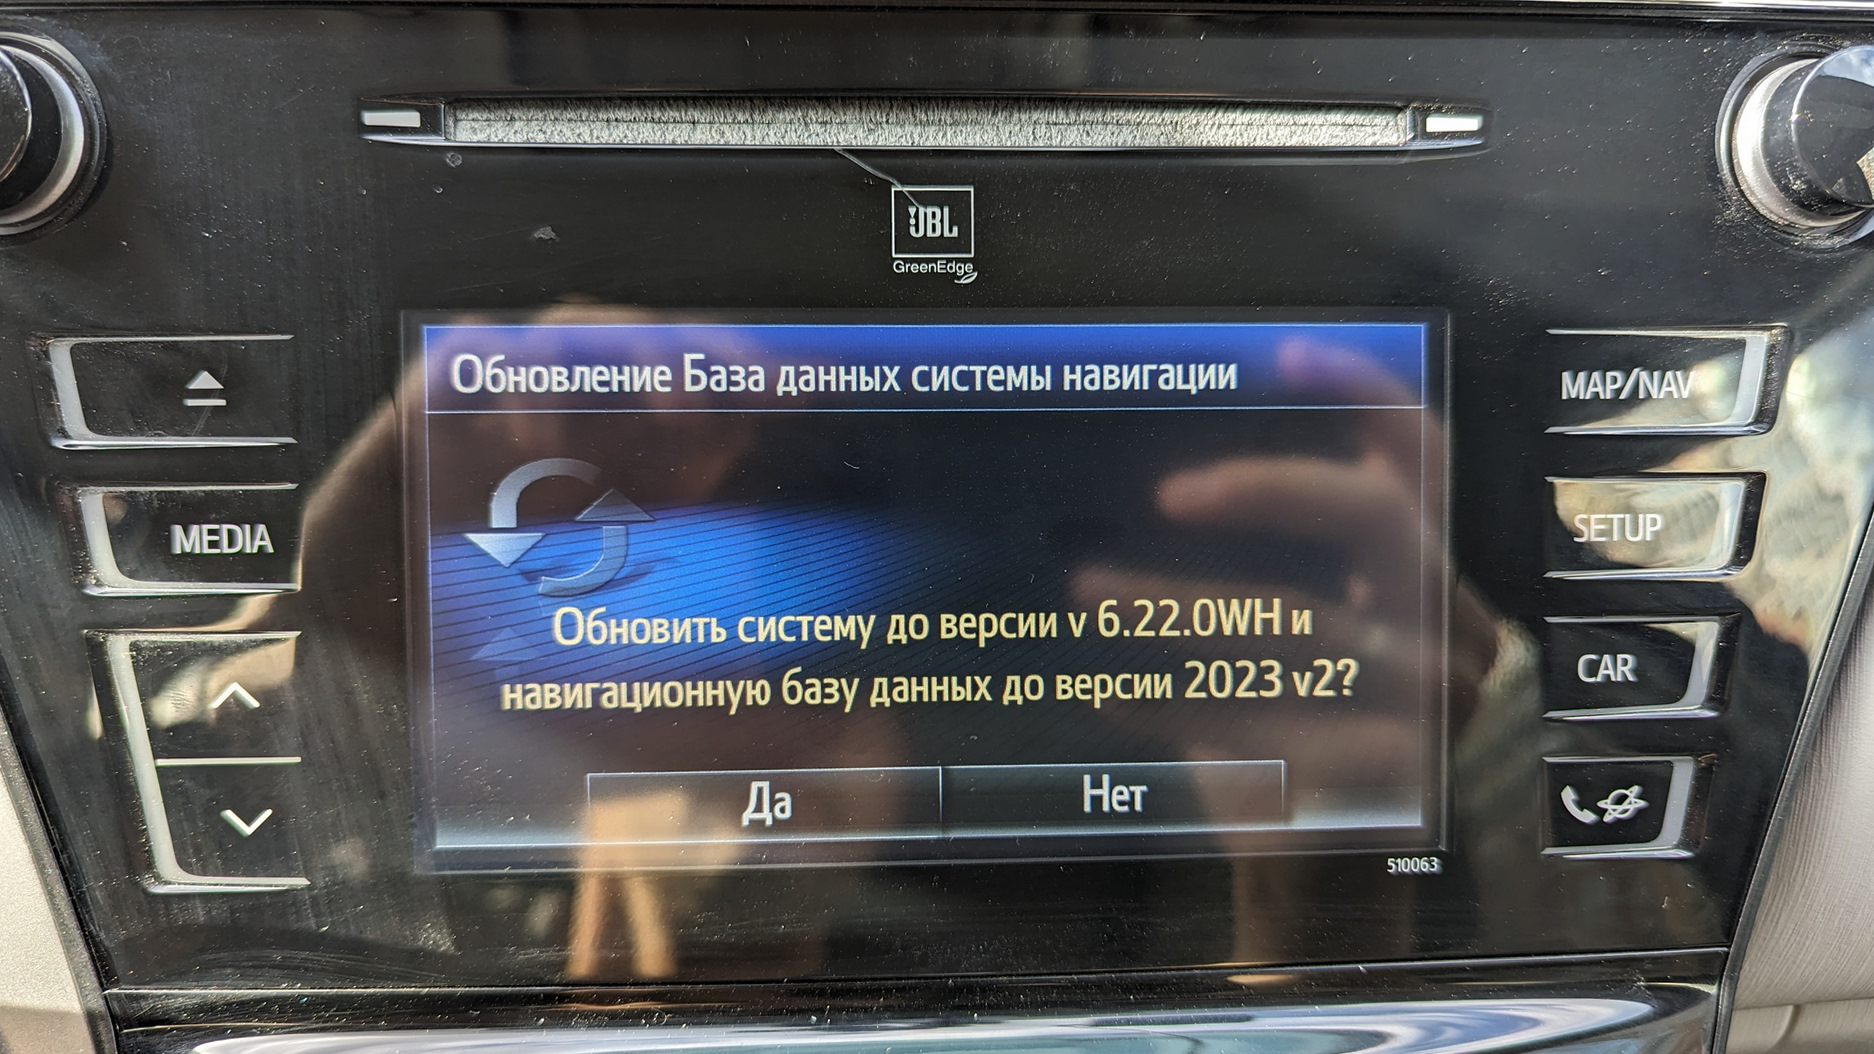 JBL
GreenEdge
Обновление База данных системы навигации
MAP/NAV
MEDIA
SETUP
Обновить систему до версии v 6.22.0WH и
навигационную базу данных до версии 2023 v2?
CAR
Да
Нет
510063